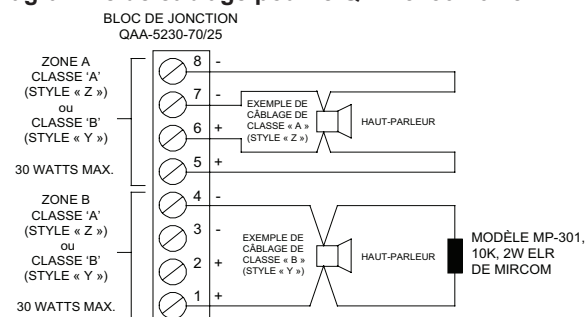 BLOC DE JONCTION
QAA-5230-70/25
ZONE A
CLASSE 'A'
(STYLE « Z »)
ou
CLASSE 'B'
(STYLE « Y »)
30 WATTS MAX.
8 -
7 -
6 +
5 +
EXEMPLE DE
CÂBLAGE DE
CLASSE « A »
(STYLE « Z »)
HAUT-PARLEUR
ZONE B
CLASSE 'A'
(STYLE « Z »)
ou
CLASSE 'B'
(STYLE « Y »)
30 WATTS MAX.
4 -
3 -
2 +
1 +
EXEMPLE DE
CÂBLAGE DE
CLASSE « B »
(STYLE « Y »)
HAUT-PARLEUR
MODÈLE MP-301,
10K, 2W ELR
DE MIRCOM